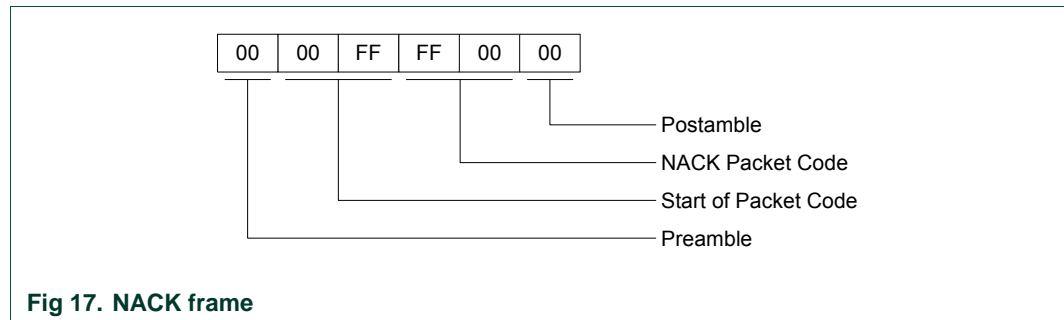 00 00 FF FF 00 00
Postamble
NACK Packet Code
Start of Packet Code
Preamble
Fig 17. NACK frame